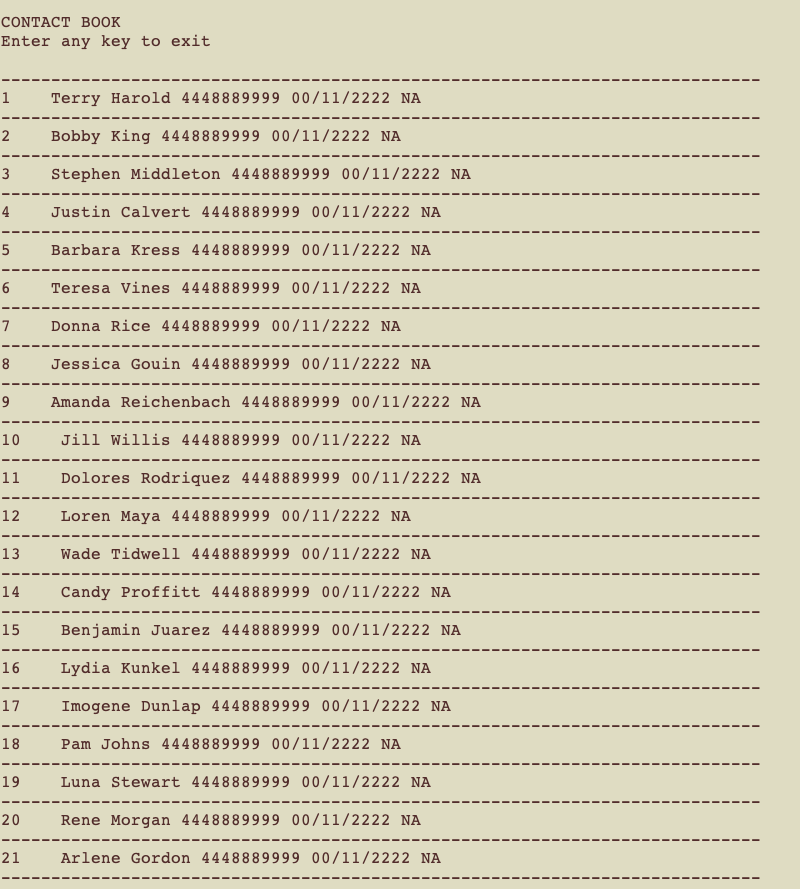 CONTACT BOOK
Enter any key to exit
----------------------------------------------------------------------------
1    Terry Harold 4448889999 00/11/2222 NA
----------------------------------------------------------------------------
2    Bobby King 4448889999 00/11/2222 NA
----------------------------------------------------------------------------
3    Stephen Middleton 4448889999 00/11/2222 NA
----------------------------------------------------------------------------
4    Justin Calvert 4448889999 00/11/2222 NA
----------------------------------------------------------------------------
5    Barbara Kress 4448889999 00/11/2222 NA
----------------------------------------------------------------------------
6    Teresa Vines 4448889999 00/11/2222 NA
----------------------------------------------------------------------------
7    Donna Rice 4448889999 00/11/2222 NA
----------------------------------------------------------------------------
8    Jessica Gouin 4448889999 00/11/2222 NA
----------------------------------------------------------------------------
9    Amanda Reichenbach 4448889999 00/11/2222 NA
----------------------------------------------------------------------------
10    Jill Willis 4448889999 00/11/2222 NA
----------------------------------------------------------------------------
11    Dolores Rodriquez 4448889999 00/11/2222 NA
----------------------------------------------------------------------------
12    Loren Maya 4448889999 00/11/2222 NA
----------------------------------------------------------------------------
13    Wade Tidwell 4448889999 00/11/2222 NA
----------------------------------------------------------------------------
14    Candy Proffitt 4448889999 00/11/2222 NA
----------------------------------------------------------------------------
15    Benjamin Juarez 4448889999 00/11/2222 NA
----------------------------------------------------------------------------
16    Lydia Kunkel 4448889999 00/11/2222 NA
----------------------------------------------------------------------------
17    Imogene Dunlap 4448889999 00/11/2222 NA
----------------------------------------------------------------------------
18    Pam Johns 4448889999 00/11/2222 NA
----------------------------------------------------------------------------
19    Luna Stewart 4448889999 00/11/2222 NA
----------------------------------------------------------------------------
20    Rene Morgan 4448889999 00/11/2222 NA
----------------------------------------------------------------------------
21    Arlene Gordon 4448889999 00/11/2222 NA
----------------------------------------------------------------------------